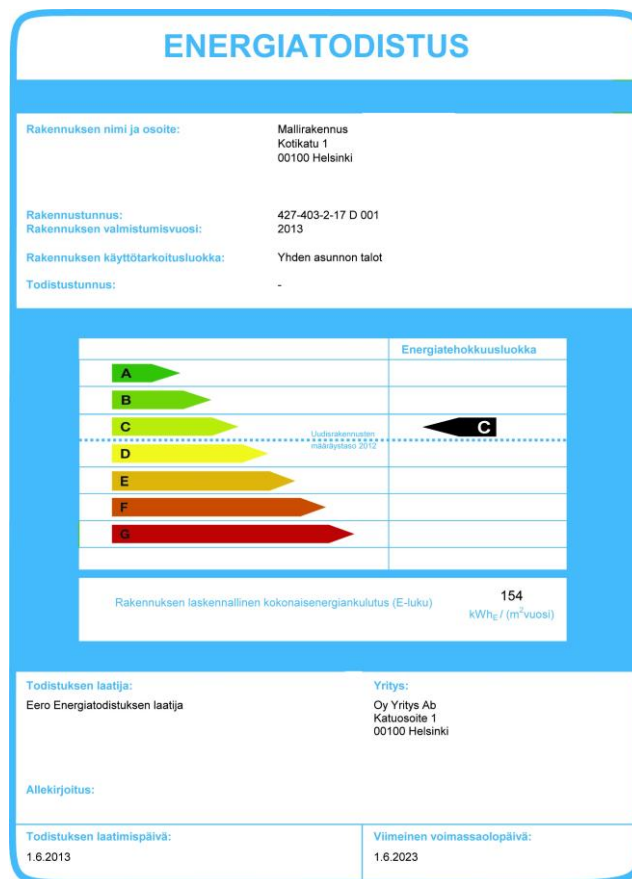 ENERGIATODISTUS
Rakennuksen nimi ja osoite:
Mallirakennus
Kotikatu 1
00100 Helsinki
Rakennustunnus:
427-403-2-17 D 001
Rakennuksen valmistumisvuosi:
2013
Rakennuksen käyttötarkoitusluokka:
Yhden asunnon talot
Todistustunnus:
-
Energiatehokkuusluokka
A
B
C
Uudisrakennusten
määräystaso 2012
C
D
E
F
G
Rakennuksen laskennallinen kokonaisenergiankulutus (E-luku)
154
kWhE / (m²vuosi)
Todistuksen laatija:
Eero Energiatodistuksen laatija
Yritys:
Oy Yritys Ab
Katuosoite 1
00100 Helsinki
Allekirjoitus:
Todistuksen laatimispäivä:
1.6.2013
Viimeinen voimassaolopäivä:
1.6.2023